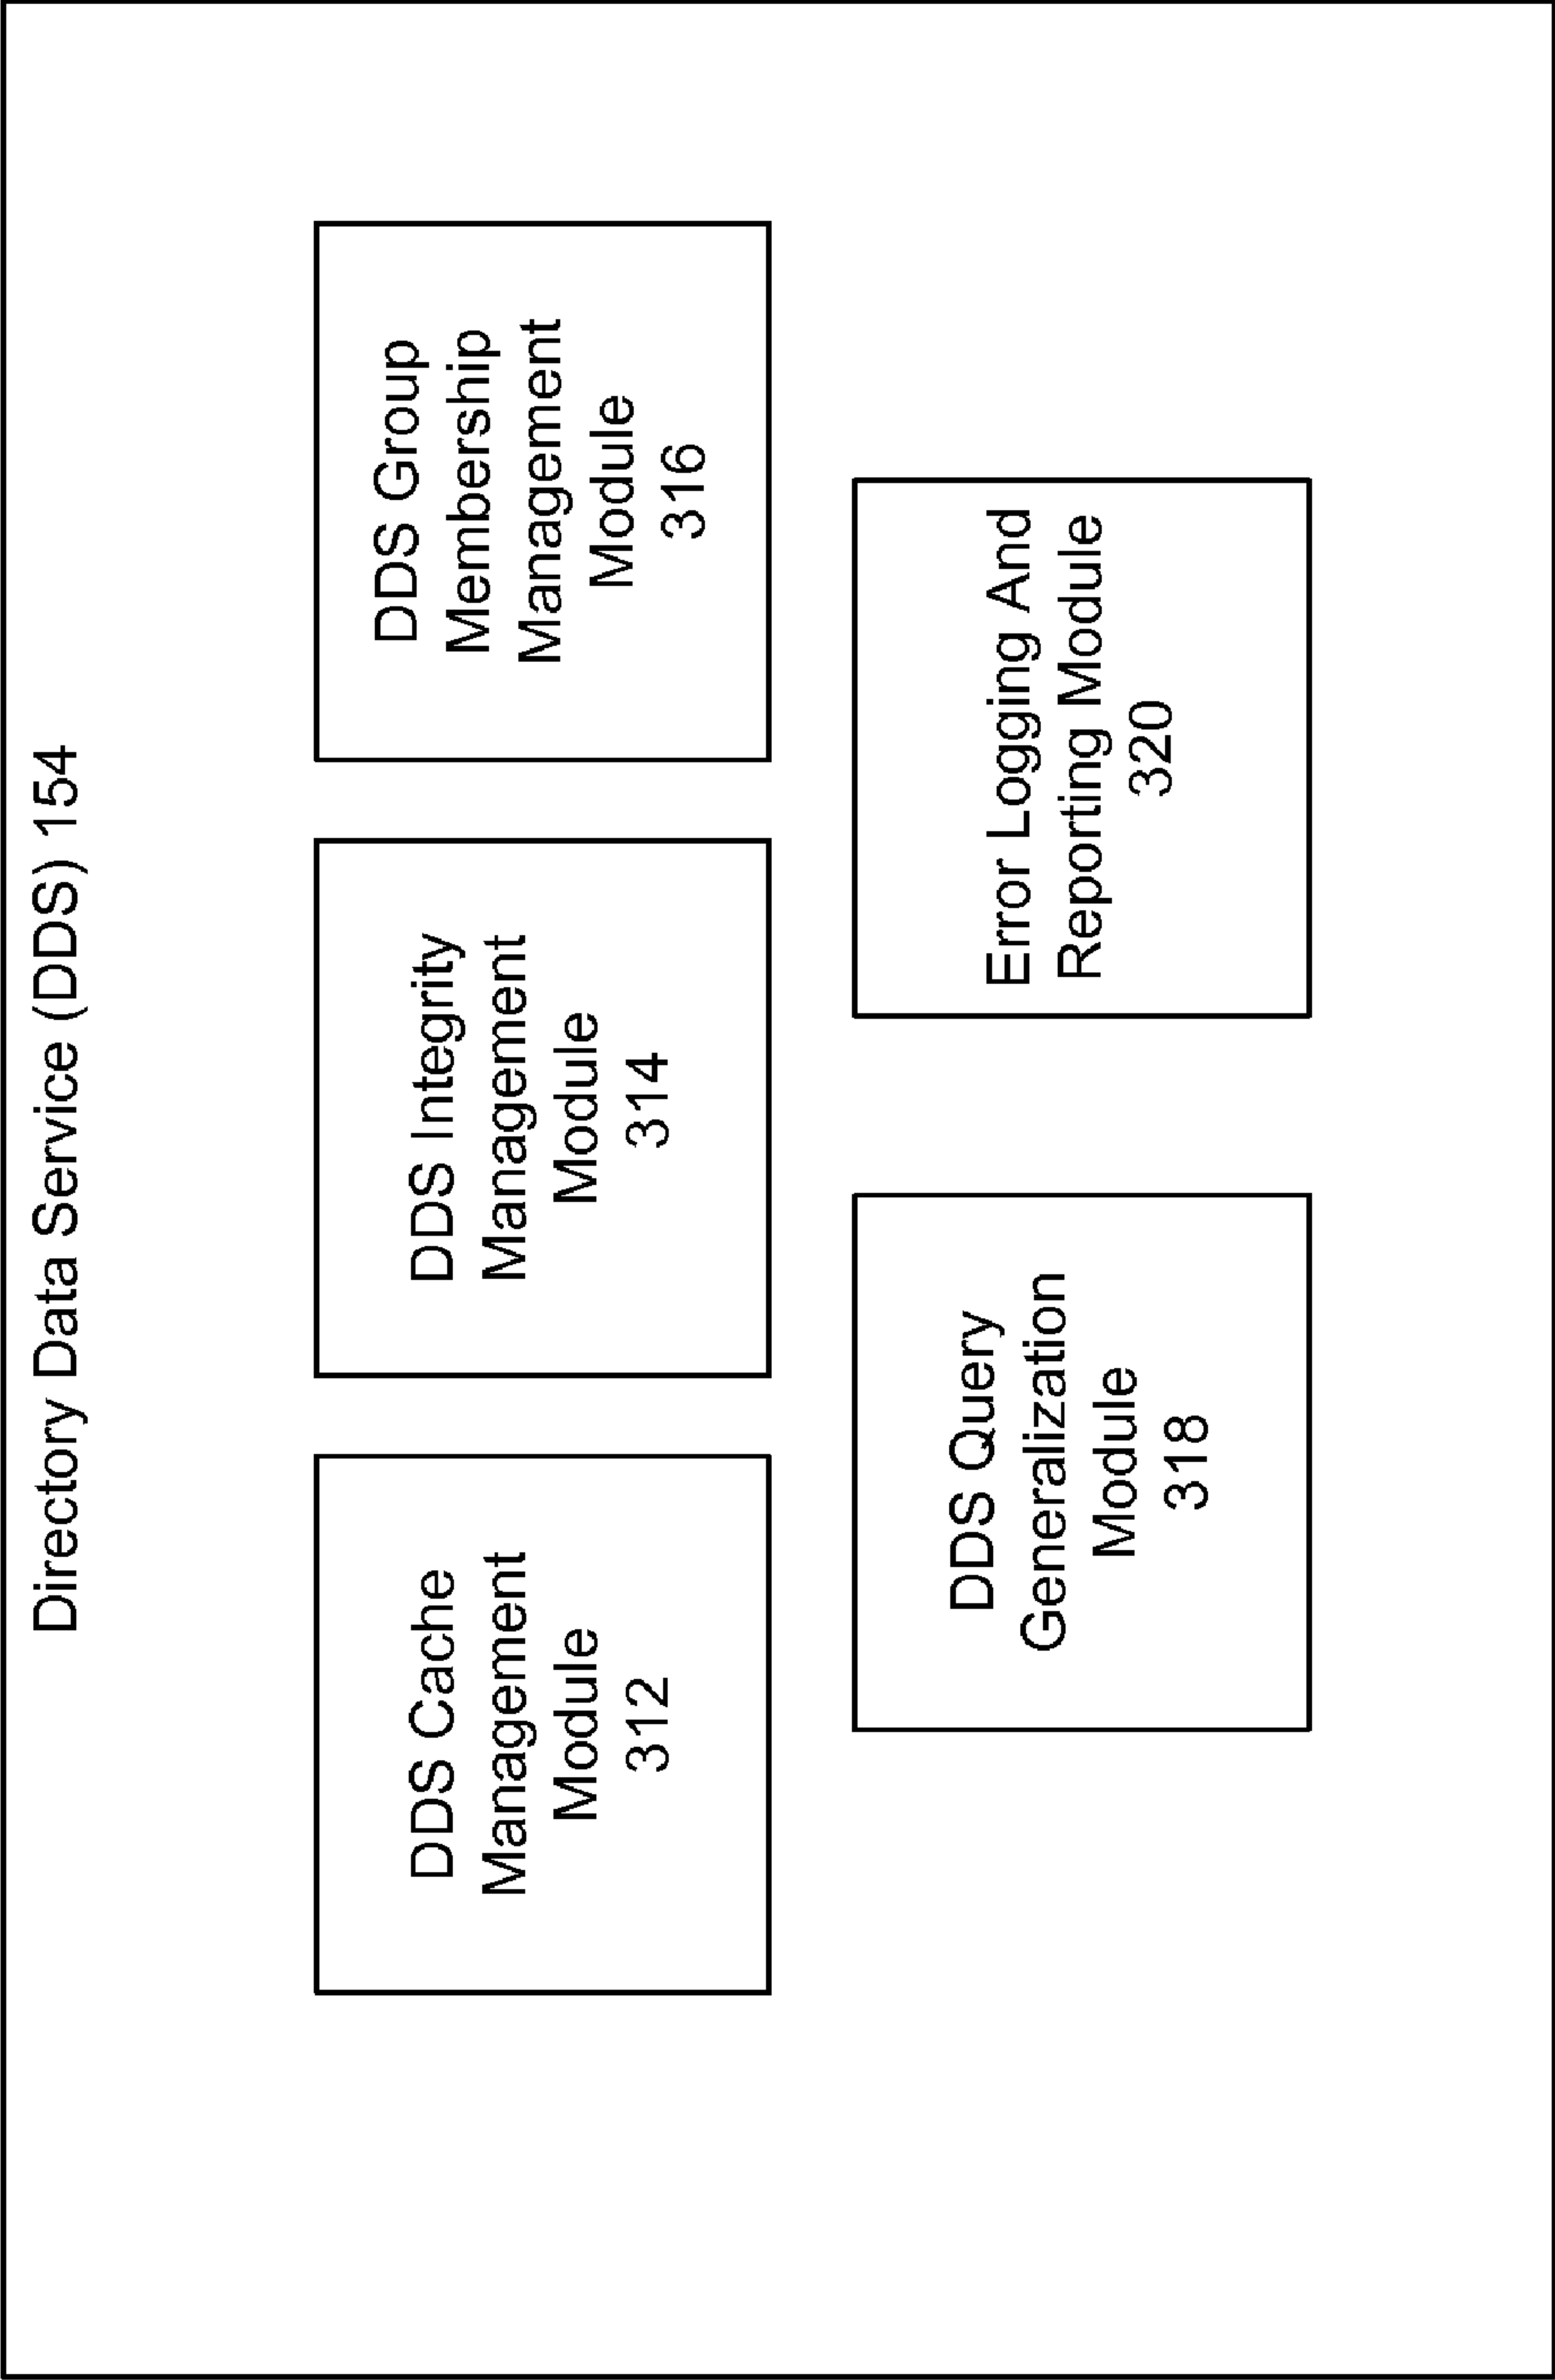 Directory Data Service (DDS) 154
DDS Cache
Management
Module
312
DDS Integrity
Management
Module
314
DDS Group
Membership
Management
Module
316
DDS Query
Generalization
Module
318
Error Logging And
Reporting Module
320